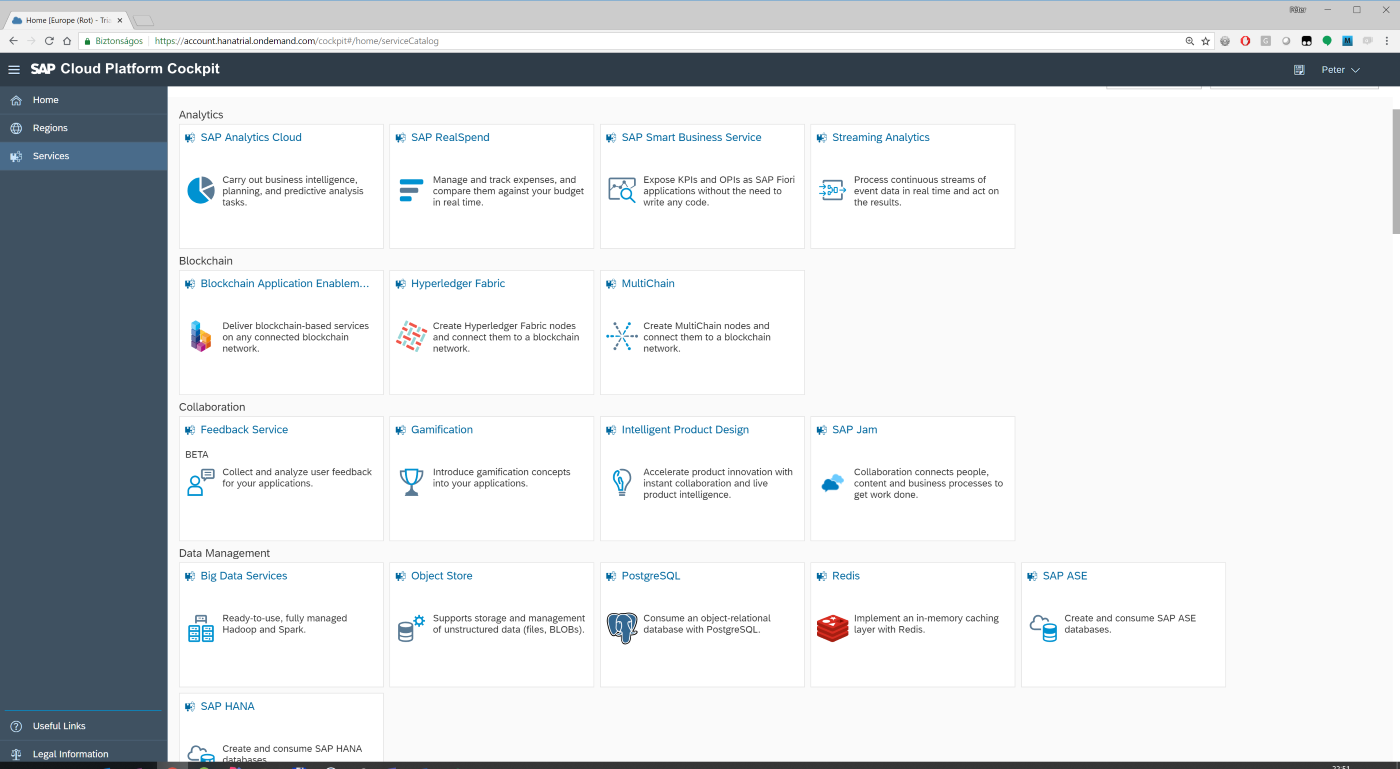 Péter
Home [Europe (Rot) - Tria
Biztonságos
https://account.hanatrial.ondemand.com/cockpit#/home/serviceCatalog
SAP Cloud Platform Cockpit
Peter
Home
Regions
Services
Analytics
SAP Analytics Cloud
Carry out business intelligence,
planning, and predictive analysis
tasks.
SAP RealSpend
Manage and track expenses, and
compare them against your budget
in real time.
SAP Smart Business Service
Expose KPIs and OPIs as SAP Fiori
applications without the need to
write any code.
Streaming Analytics
Process continuous streams of
event data in real time and act on
the results.
Blockchain
Blockchain Application Enablem...
Deliver blockchain-based services
on any connected blockchain
network.
Hyperledger Fabric
Create Hyperledger Fabric nodes
and connect them to a blockchain
network.
MultiChain
Create MultiChain nodes and
connect them to a blockchain
network.
Collaboration
Feedback Service
BETA
Collect and analyze user feedback
for your applications.
Gamification
Introduce gamification concepts
into your applications.
Intelligent Product Design
Accelerate product innovation with
instant collaboration and live
product intelligence.
SAP Jam
Collaboration connects people,
content and business processes to
get work done.
Data Management
Big Data Services
Ready-to-use, fully managed
Hadoop and Spark.
Object Store
Supports storage and management
of unstructured data (files, BLOBs).
PostgreSQL
Consume an object-relational
database with PostgreSQL.
Redis
Implement an in-memory caching
layer with Redis.
SAP ASE
Create and consume SAP ASE
databases.
SAP HANA
Create and consume SAP HANA
databases.
Useful Links
Legal Information